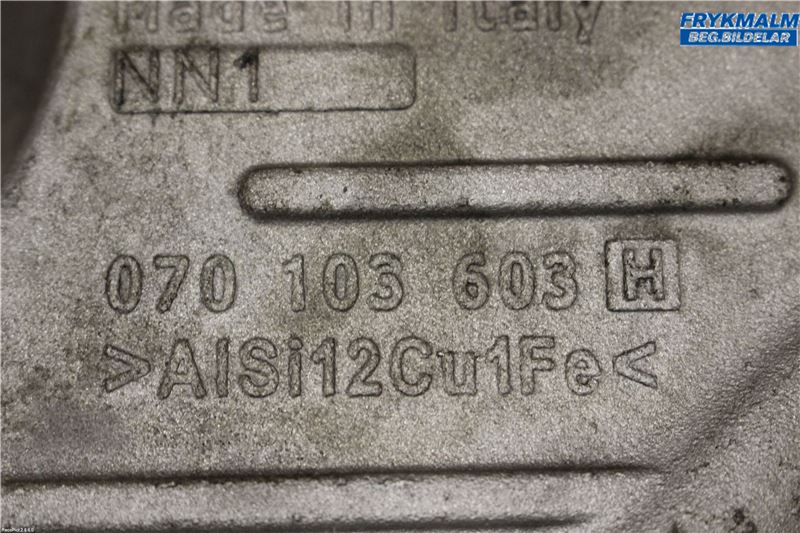 Made in Italy
FRYKMALM
BEG.BILDELAR
NN1
070 103 603 H
>AlSi12Cu1Fe<